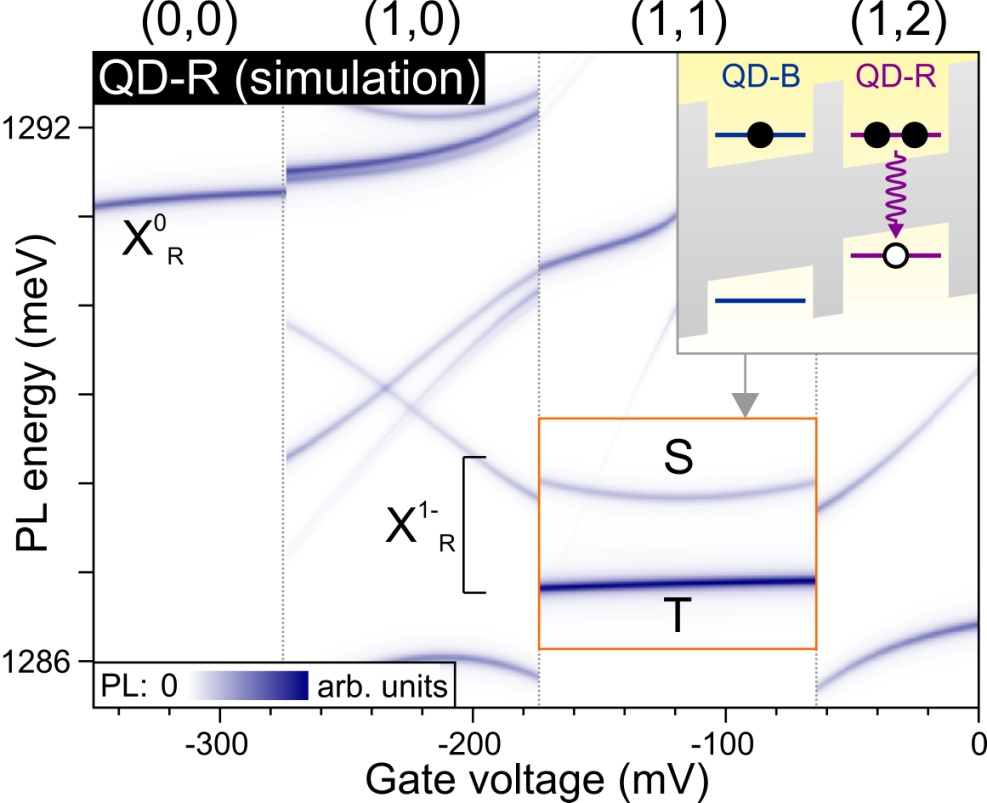 (0,0) (1,0) (1,1) (1,2)
QD-R (simulation)
QD-B QD-R
1292
X⁰R
S
X¹⁻R
T
1286
PL: 0 arb. units
-300 -200 -100 0
Gate voltage (mV)
PL energy (meV)